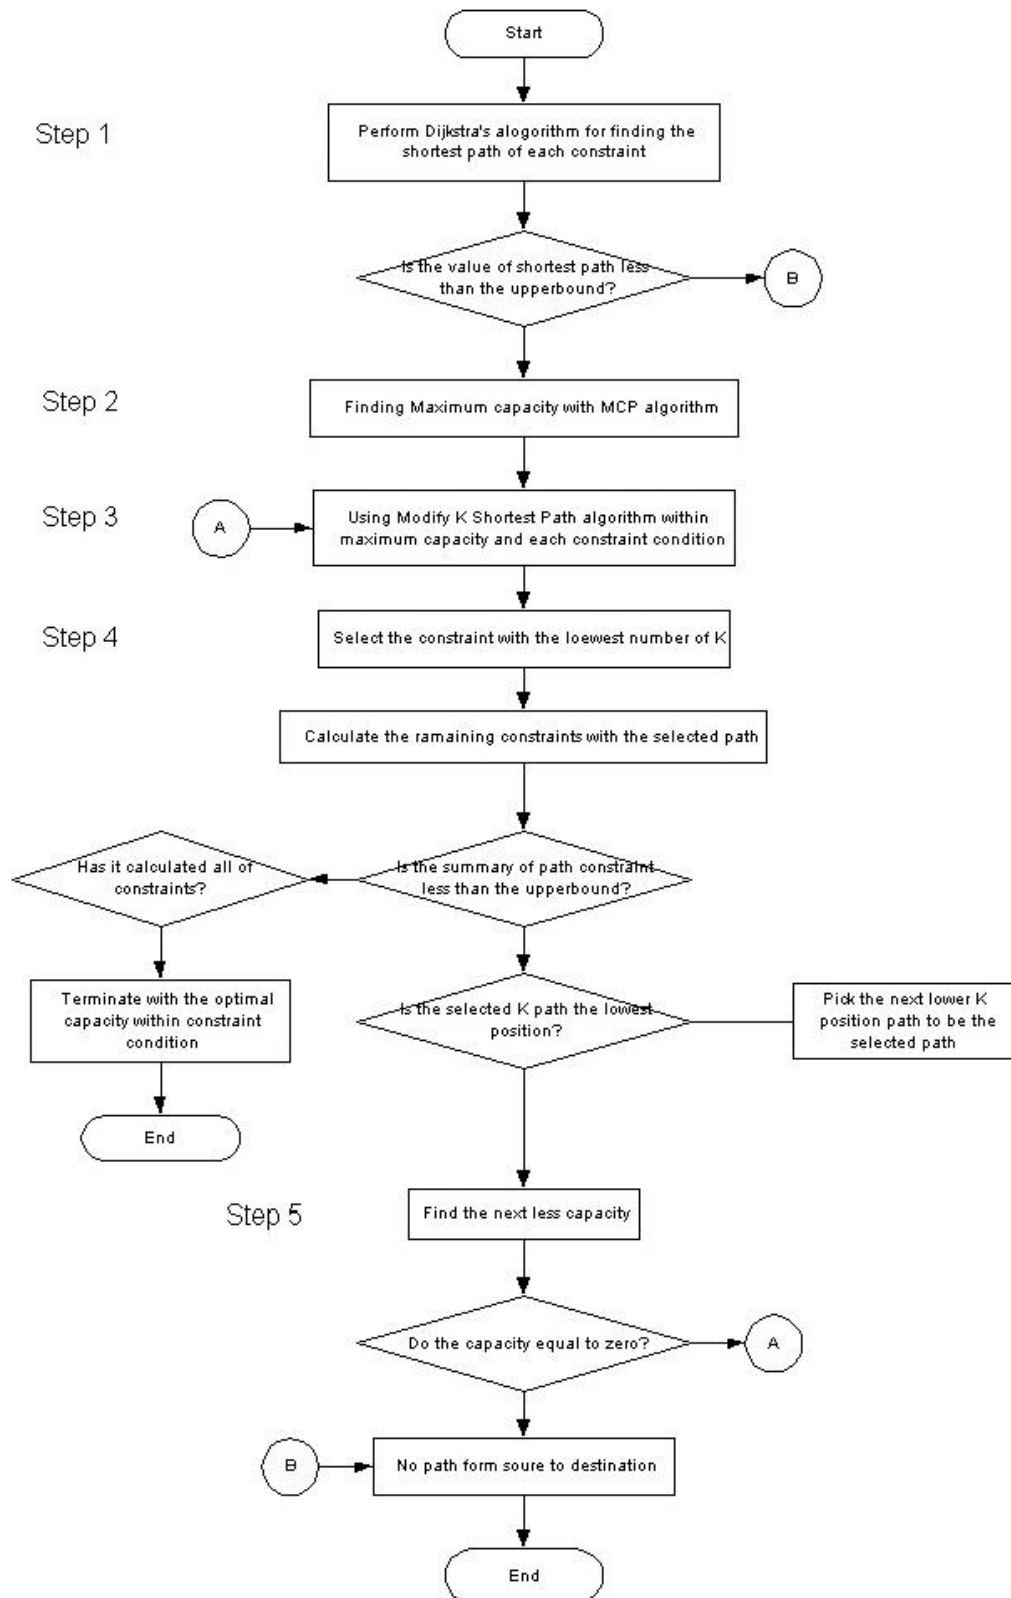 Start
Step 1
Perform Dijkstra's alogorithm for finding the
shortest path of each constraint
Is the value of shortest path less
than the upperbound?
B
Step 2
Finding Maximum capacity with MCP algorithm
Step 3
A
Using Modify K Shortest Path algorithm within
maximum capacity and each constraint condition
Step 4
Select the constraint with the loewest number of K
Calculate the ramaining constraints with the selected path
Has it calculated all of
constraints?
Is the summary of path constraint
less than the upperbound?
Terminate with the optimal
capacity within constraint
condition
Is the selected K path the lowest
position?
Pick the next lower K
position path to be the
selected path
End
Step 5
Find the next less capacity
Do the capacity equal to zero?
A
B
No path form soure to destination
End